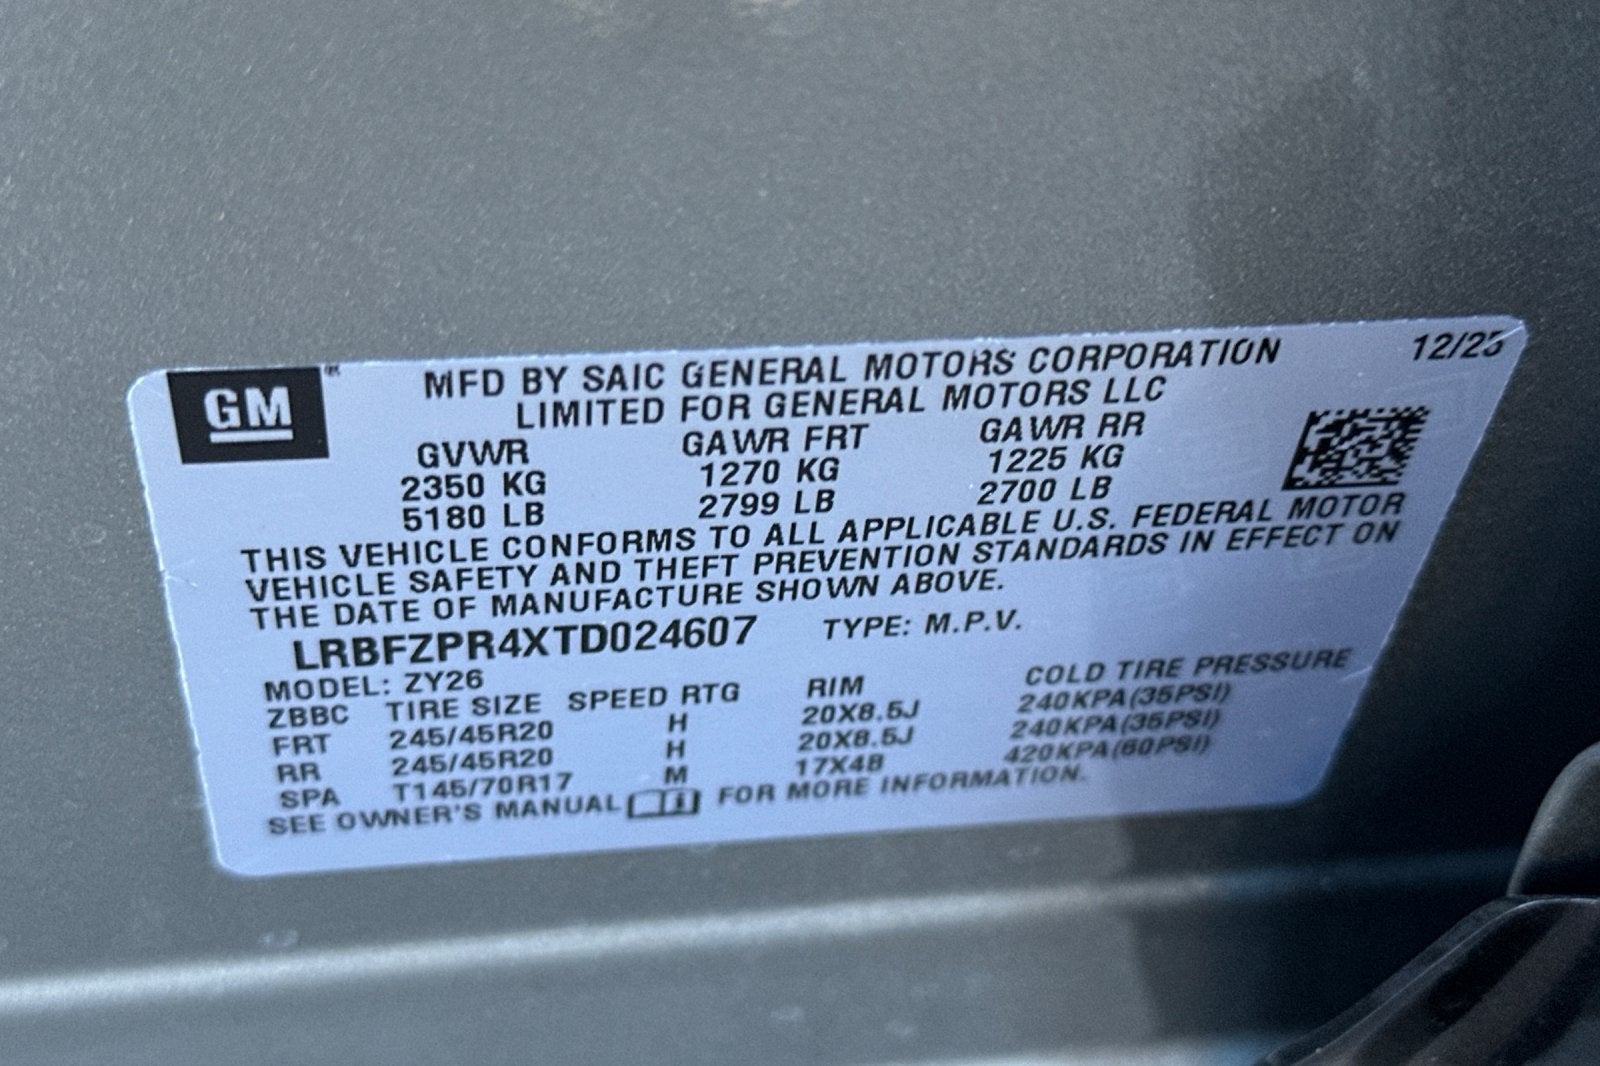 GM
MFD BY SAIC GENERAL MOTORS CORPORATION 12/25
LIMITED FOR GENERAL MOTORS LLC
GVWR GAWR FRT GAWR RR
2350 KG 1270 KG 1225 KG
5180 LB 2799 LB 2700 LB
THIS VEHICLE CONFORMS TO ALL APPLICABLE U.S. FEDERAL MOTOR
VEHICLE SAFETY AND THEFT PREVENTION STANDARDS IN EFFECT ON
THE DATE OF MANUFACTURE SHOWN ABOVE.
LRBFZPR4XTD024607 TYPE: M.P.V.
MODEL: ZY26
ZBBC TIRE SIZE SPEED RTG RIM COLD TIRE PRESSURE
FRT 245/45R20 H 20X8.5J 240KPA(35PSI)
RR 245/45R20 H 20X8.5J 240KPA(35PSI)
SPA T145/70R17 M 17X4B 420KPA(60PSI)
SEE OWNER'S MANUAL FOR MORE INFORMATION.